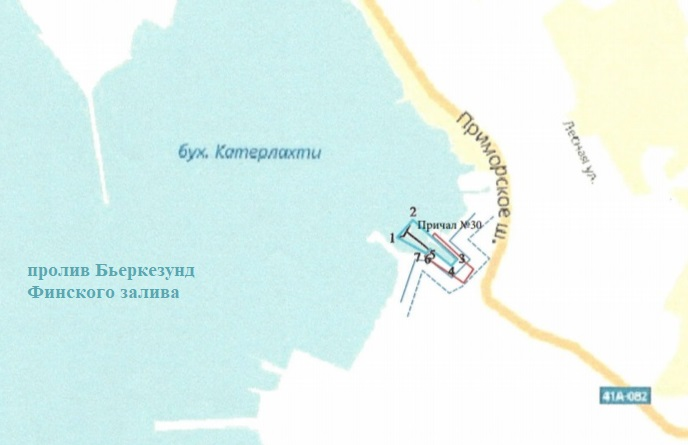 Приморское ш.
Лесная ул.
бух. Катерлахти
2
Причал №30
1
7 6 5 3
4
пролив Бьеркезунд
Финского залива
41А-082